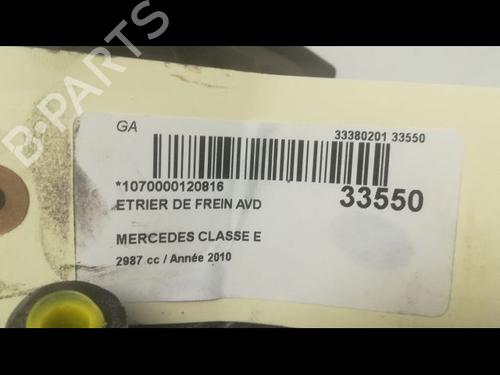 B-PARTS
GA
33380201 33550
*1070000120816
33550
ETRIER DE FREIN AVD
MERCEDES CLASSE E
2987 cc / Année 2010